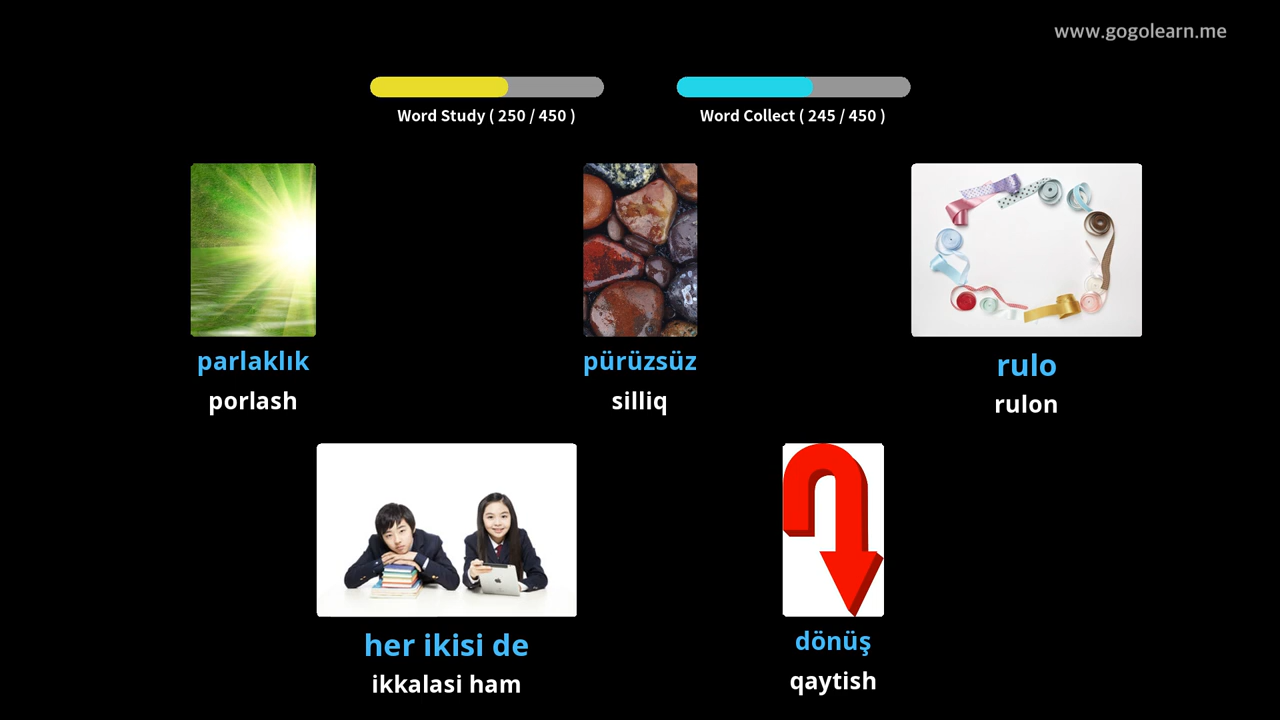 www.gogolearn.me
Word Study ( 250 / 450 )
Word Collect ( 245 / 450 )
parlaklık
porlash
pürüzsüz
silliq
rulo
rulon
her ikisi de
ikkalasi ham
dönüş
qaytish